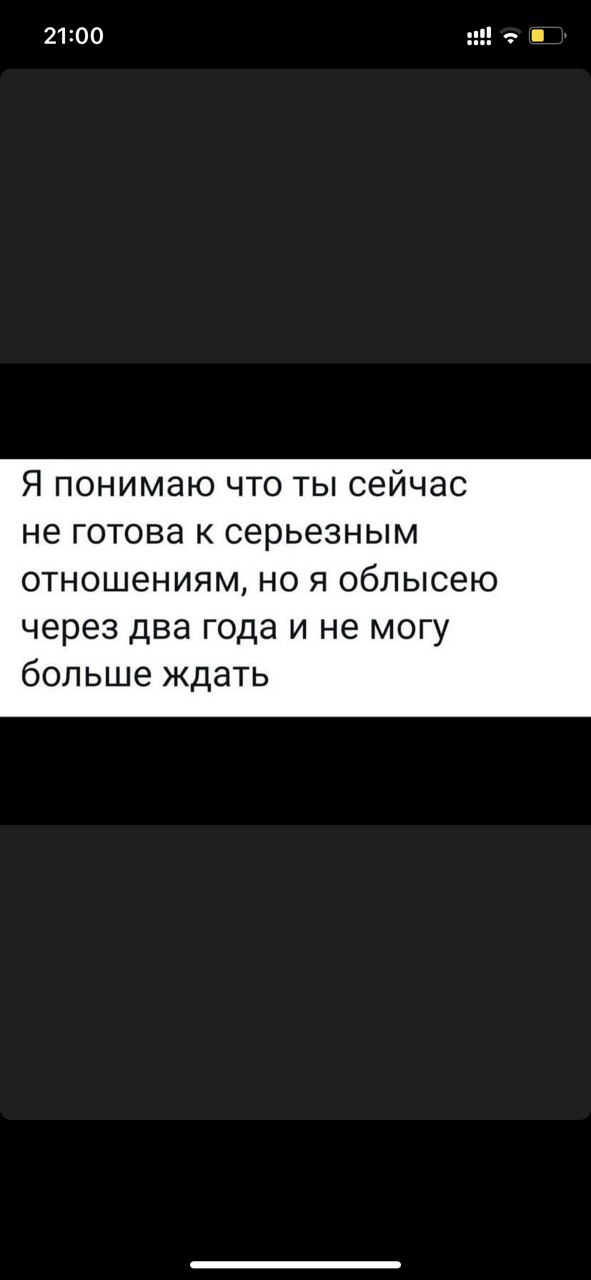 21:00
Я понимаю что ты сейчас
не готова к серьезным
отношениям, но я облысею
через два года и не могу
больше ждать